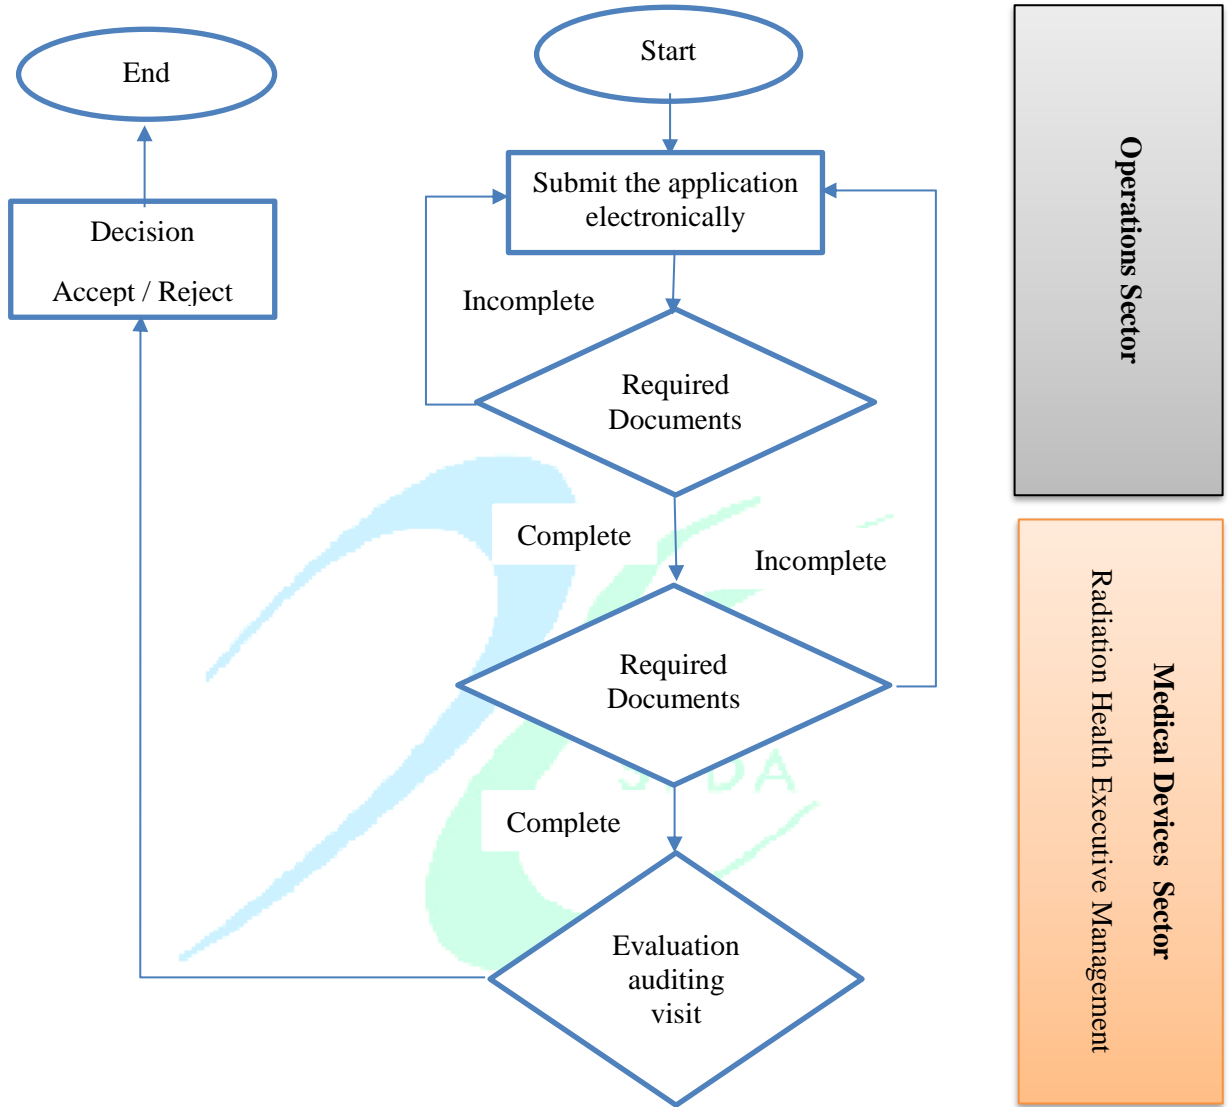 Start
End
Submit the application
electronically
Decision
Accept / Reject
Incomplete
Required
Documents
Complete
Incomplete
Required
Documents
Complete
Evaluation
auditing
visit
Operations Sector
Medical Devices Sector
Radiation Health Executive Management